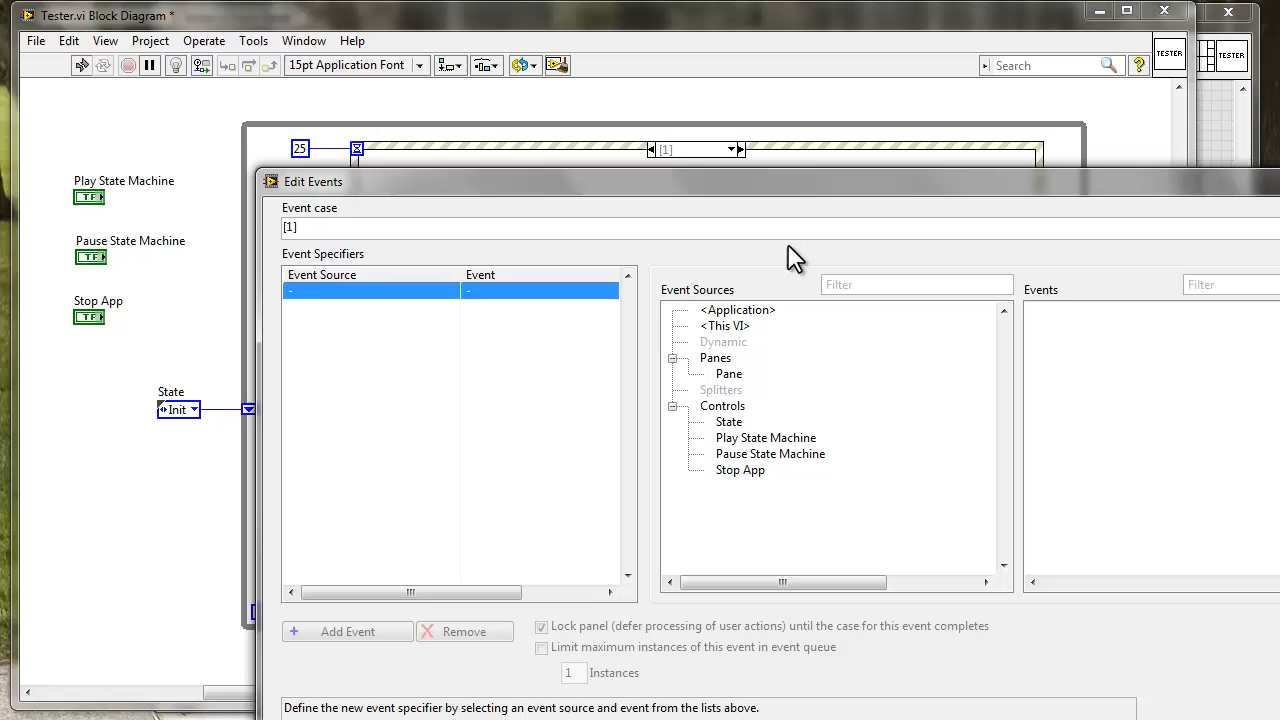 Tester.vi Block Diagram *
File Edit View Project Operate Tools Window Help
15pt Application Font
Search
?
TESTER
TESTER
25
[1]
Play State Machine
TF
Pause State Machine
TF
Stop App
TF
State
Init
Edit Events
Event case
[1]
Event Specifiers
Event Source Event
- -
Event Sources
Filter
Events
Filter
<Application>
<This VI>
Dynamic
Panes
Pane
Splitters
Controls
State
Play State Machine
Pause State Machine
Stop App
+ Add Event
Remove
Lock panel (defer processing of user actions) until the case for this event completes
Limit maximum instances of this event in event queue
1 Instances
Define the new event specifier by selecting an event source and event from the lists above.